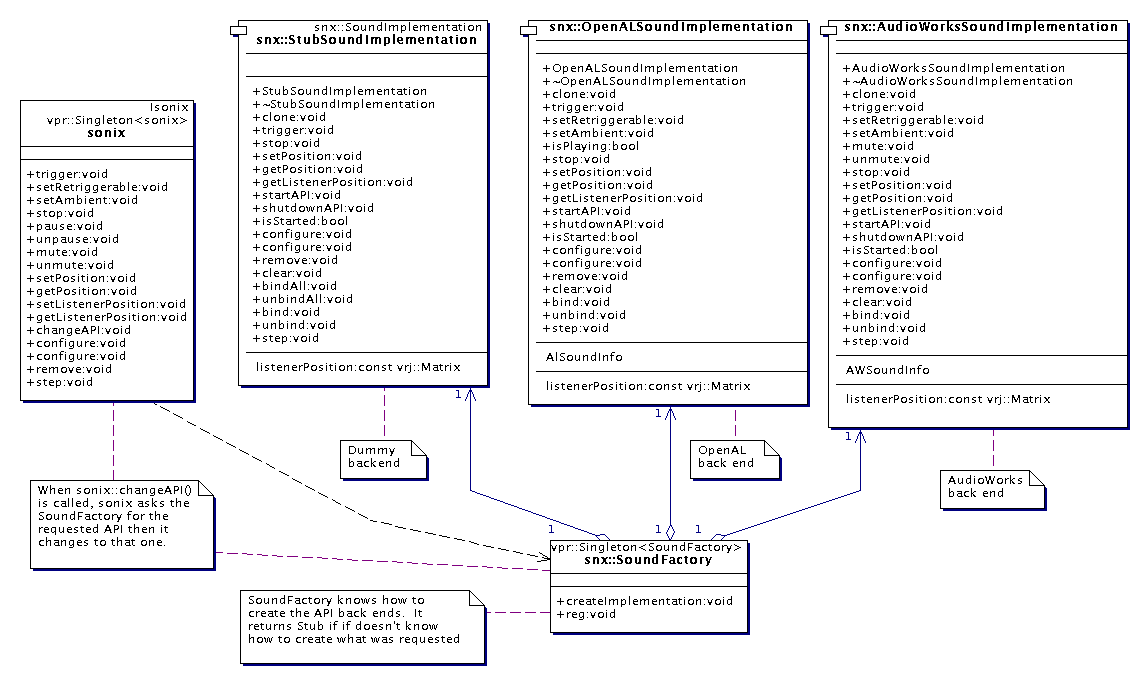 Isonix
vpr::Singleton<sonix>
sonix
+trigger:void
+setRetriggerable:void
+setAmbient:void
+stop:void
+pause:void
+unpause:void
+mute:void
+unmute:void
+setPosition:void
+getPosition:void
+setListenerPosition:void
+getListenerPosition:void
+changeAPI:void
+configure:void
+configure:void
+remove:void
+step:void
snx::SoundImplementation
snx::StubSoundImplementation
+StubSoundImplementation
+~StubSoundImplementation
+clone:void
+trigger:void
+stop:void
+setPosition:void
+getPosition:void
+getListenerPosition:void
+startAPI:void
+shutdownAPI:void
+isStarted:bool
+configure:void
+configure:void
+remove:void
+clear:void
+bindAll:void
+unbindAll:void
+bind:void
+unbind:void
+step:void
listenerPosition:const vrj::Matrix
snx::OpenALSoundImplementation
+OpenALSoundImplementation
+~OpenALSoundImplementation
+clone:void
+trigger:void
+setRetriggerable:void
+setAmbient:void
+isPlaying:bool
+stop:void
+setPosition:void
+getPosition:void
+getListenerPosition:void
+startAPI:void
+shutdownAPI:void
+isStarted:bool
+configure:void
+configure:void
+remove:void
+clear:void
+bind:void
+unbind:void
+step:void
AlSoundInfo
listenerPosition:const vrj::Matrix
snx::AudioWorksSoundImplementation
+AudioWorksSoundImplementation
+~AudioWorksSoundImplementation
+clone:void
+trigger:void
+setRetriggerable:void
+setAmbient:void
+mute:void
+unmute:void
+stop:void
+setPosition:void
+getPosition:void
+getListenerPosition:void
+startAPI:void
+shutdownAPI:void
+isStarted:bool
+configure:void
+configure:void
+remove:void
+clear:void
+bind:void
+unbind:void
+step:void
AWSoundInfo
listenerPosition:const vrj::Matrix
1
1
1
Dummy
backend
OpenAL
back end
AudioWorks
back end
When sonix::changeAPI()
is called, sonix asks the
SoundFactory for the
requested API then it
changes to that one.
1
1
1
vpr::Singleton<SoundFactory>
snx::SoundFactory
+createImplementation:void
+reg:void
SoundFactory knows how to
create the API back ends.  It
returns Stub if if doesn't know
how to create what was requested